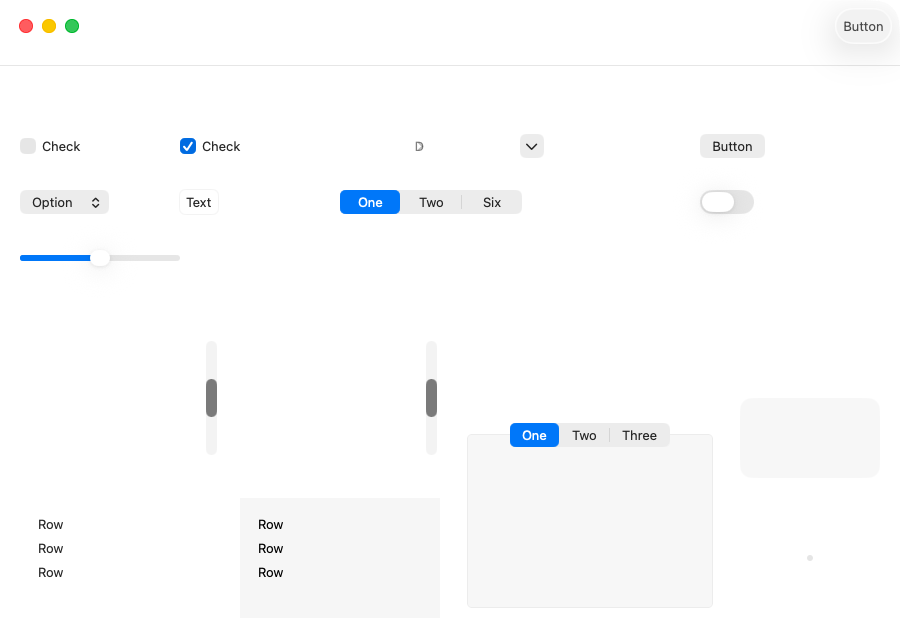 Button
Check
Check
Button
Option
Text
One Two Six
One Two Three
Row
Row
Row
Row
Row
Row